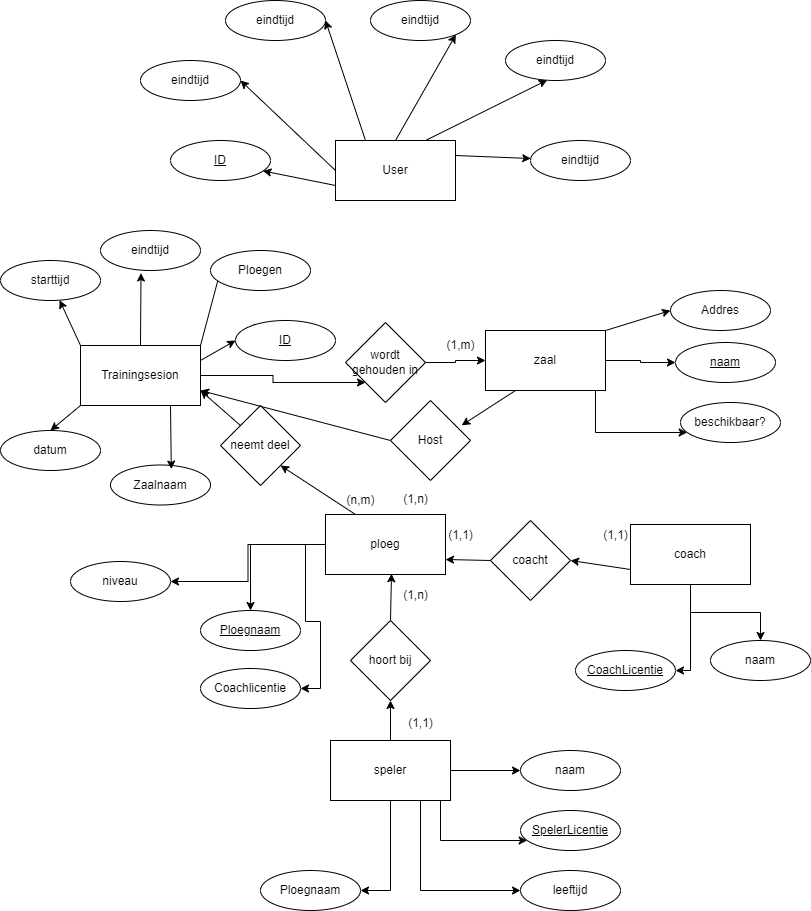 eindtijd
eindtijd
eindtijd
eindtijd
ID
User
eindtijd
eindtijd
Ploegen
starttijd
Addres
ID
wordt
gehouden in
(1,m)
zaal
naam
Trainingsesion
beschikbaar?
datum
neemt deel
Host
Zaalnaam
(n,m)
(1,n)
(1,1)
(1,1)
ploeg
coacht
coach
niveau
(1,n)
Ploegnaam
hoort bij
naam
CoachLicentie
Coachlicentie
(1,1)
speler
naam
SpelerLicentie
Ploegnaam
leeftijd